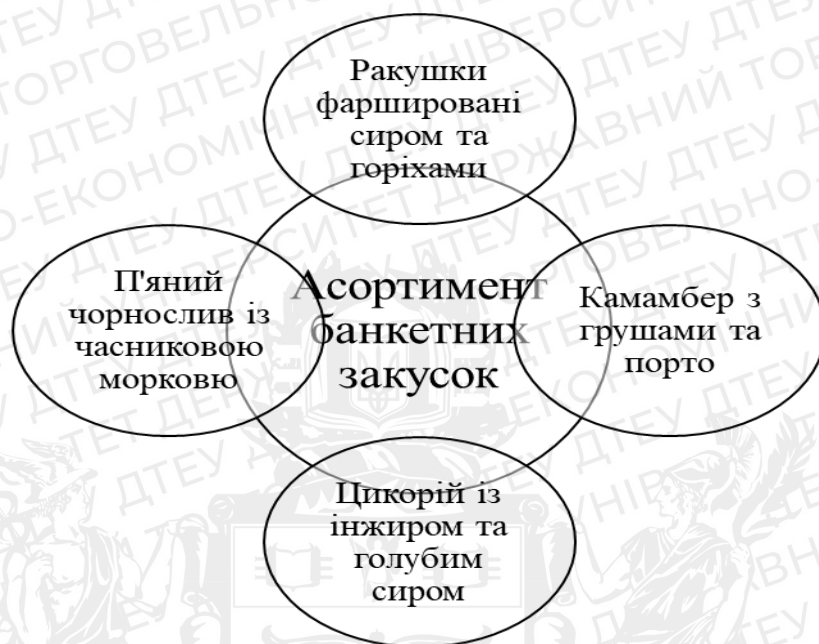 Ракушки
фаршировані
сиром та
горіхами
П'яний
чорнослив із
часниковою
морковю
Асортимент
банкетних
закусок
Камамбер з
грушами та
порто
Цикорій із
інжиром та
голубим
сиром